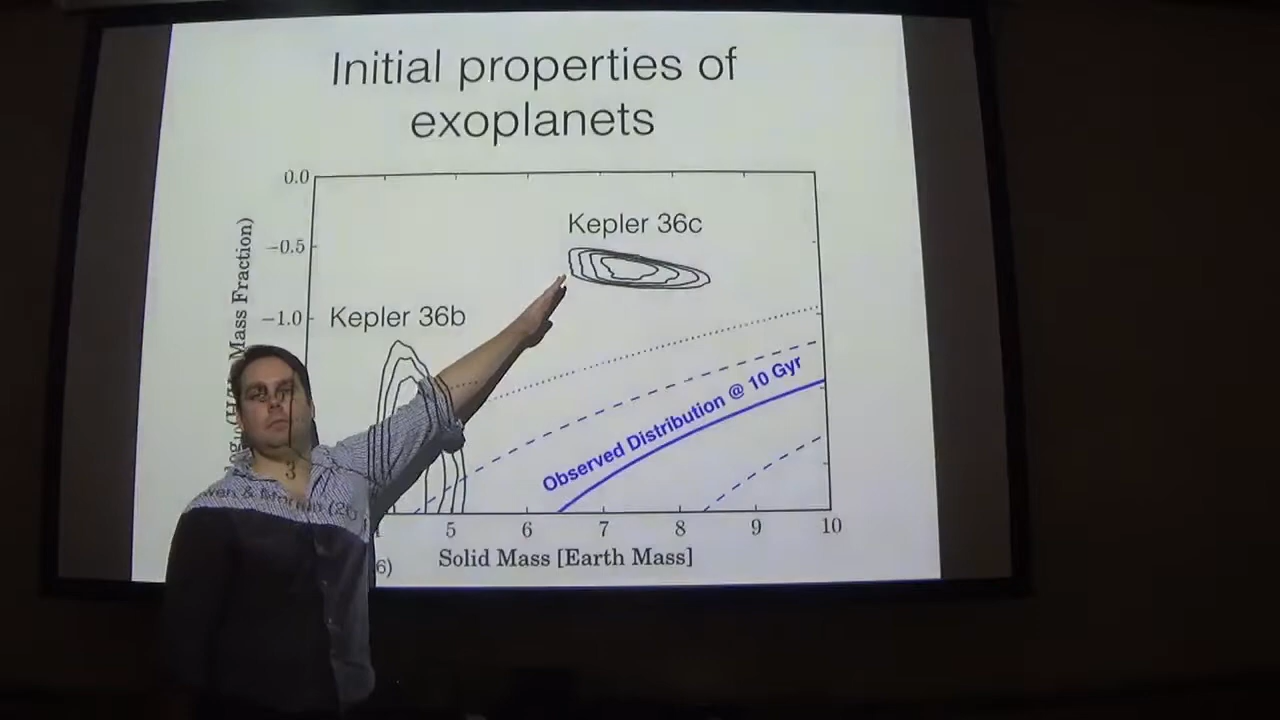 Initial properties of
exoplanets
0.0
Kepler 36c
−0.5
Mass Fraction)
−1.0
Kepler 36b
Observed Distribution @ 10 Gyr
3
5 6 7 8 9 10
Solid Mass [Earth Mass]
6)